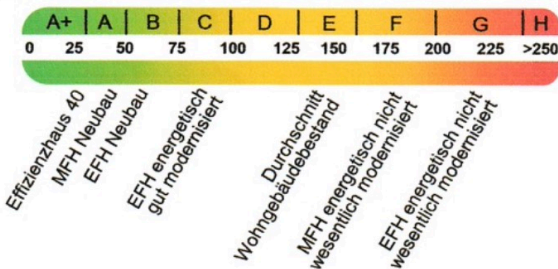 A+ A B C D E F G H
0 25 50 75 100 125 150 175 200 225 >250
Effizienzhaus 40
MFH Neubau
EFH Neubau
EFH energetisch
gut modernisiert
Durchschnitt
Wohngebäudebestand
MFH energetisch nicht
wesentlich modernisiert
EFH energetisch nicht
wesentlich modernisiert